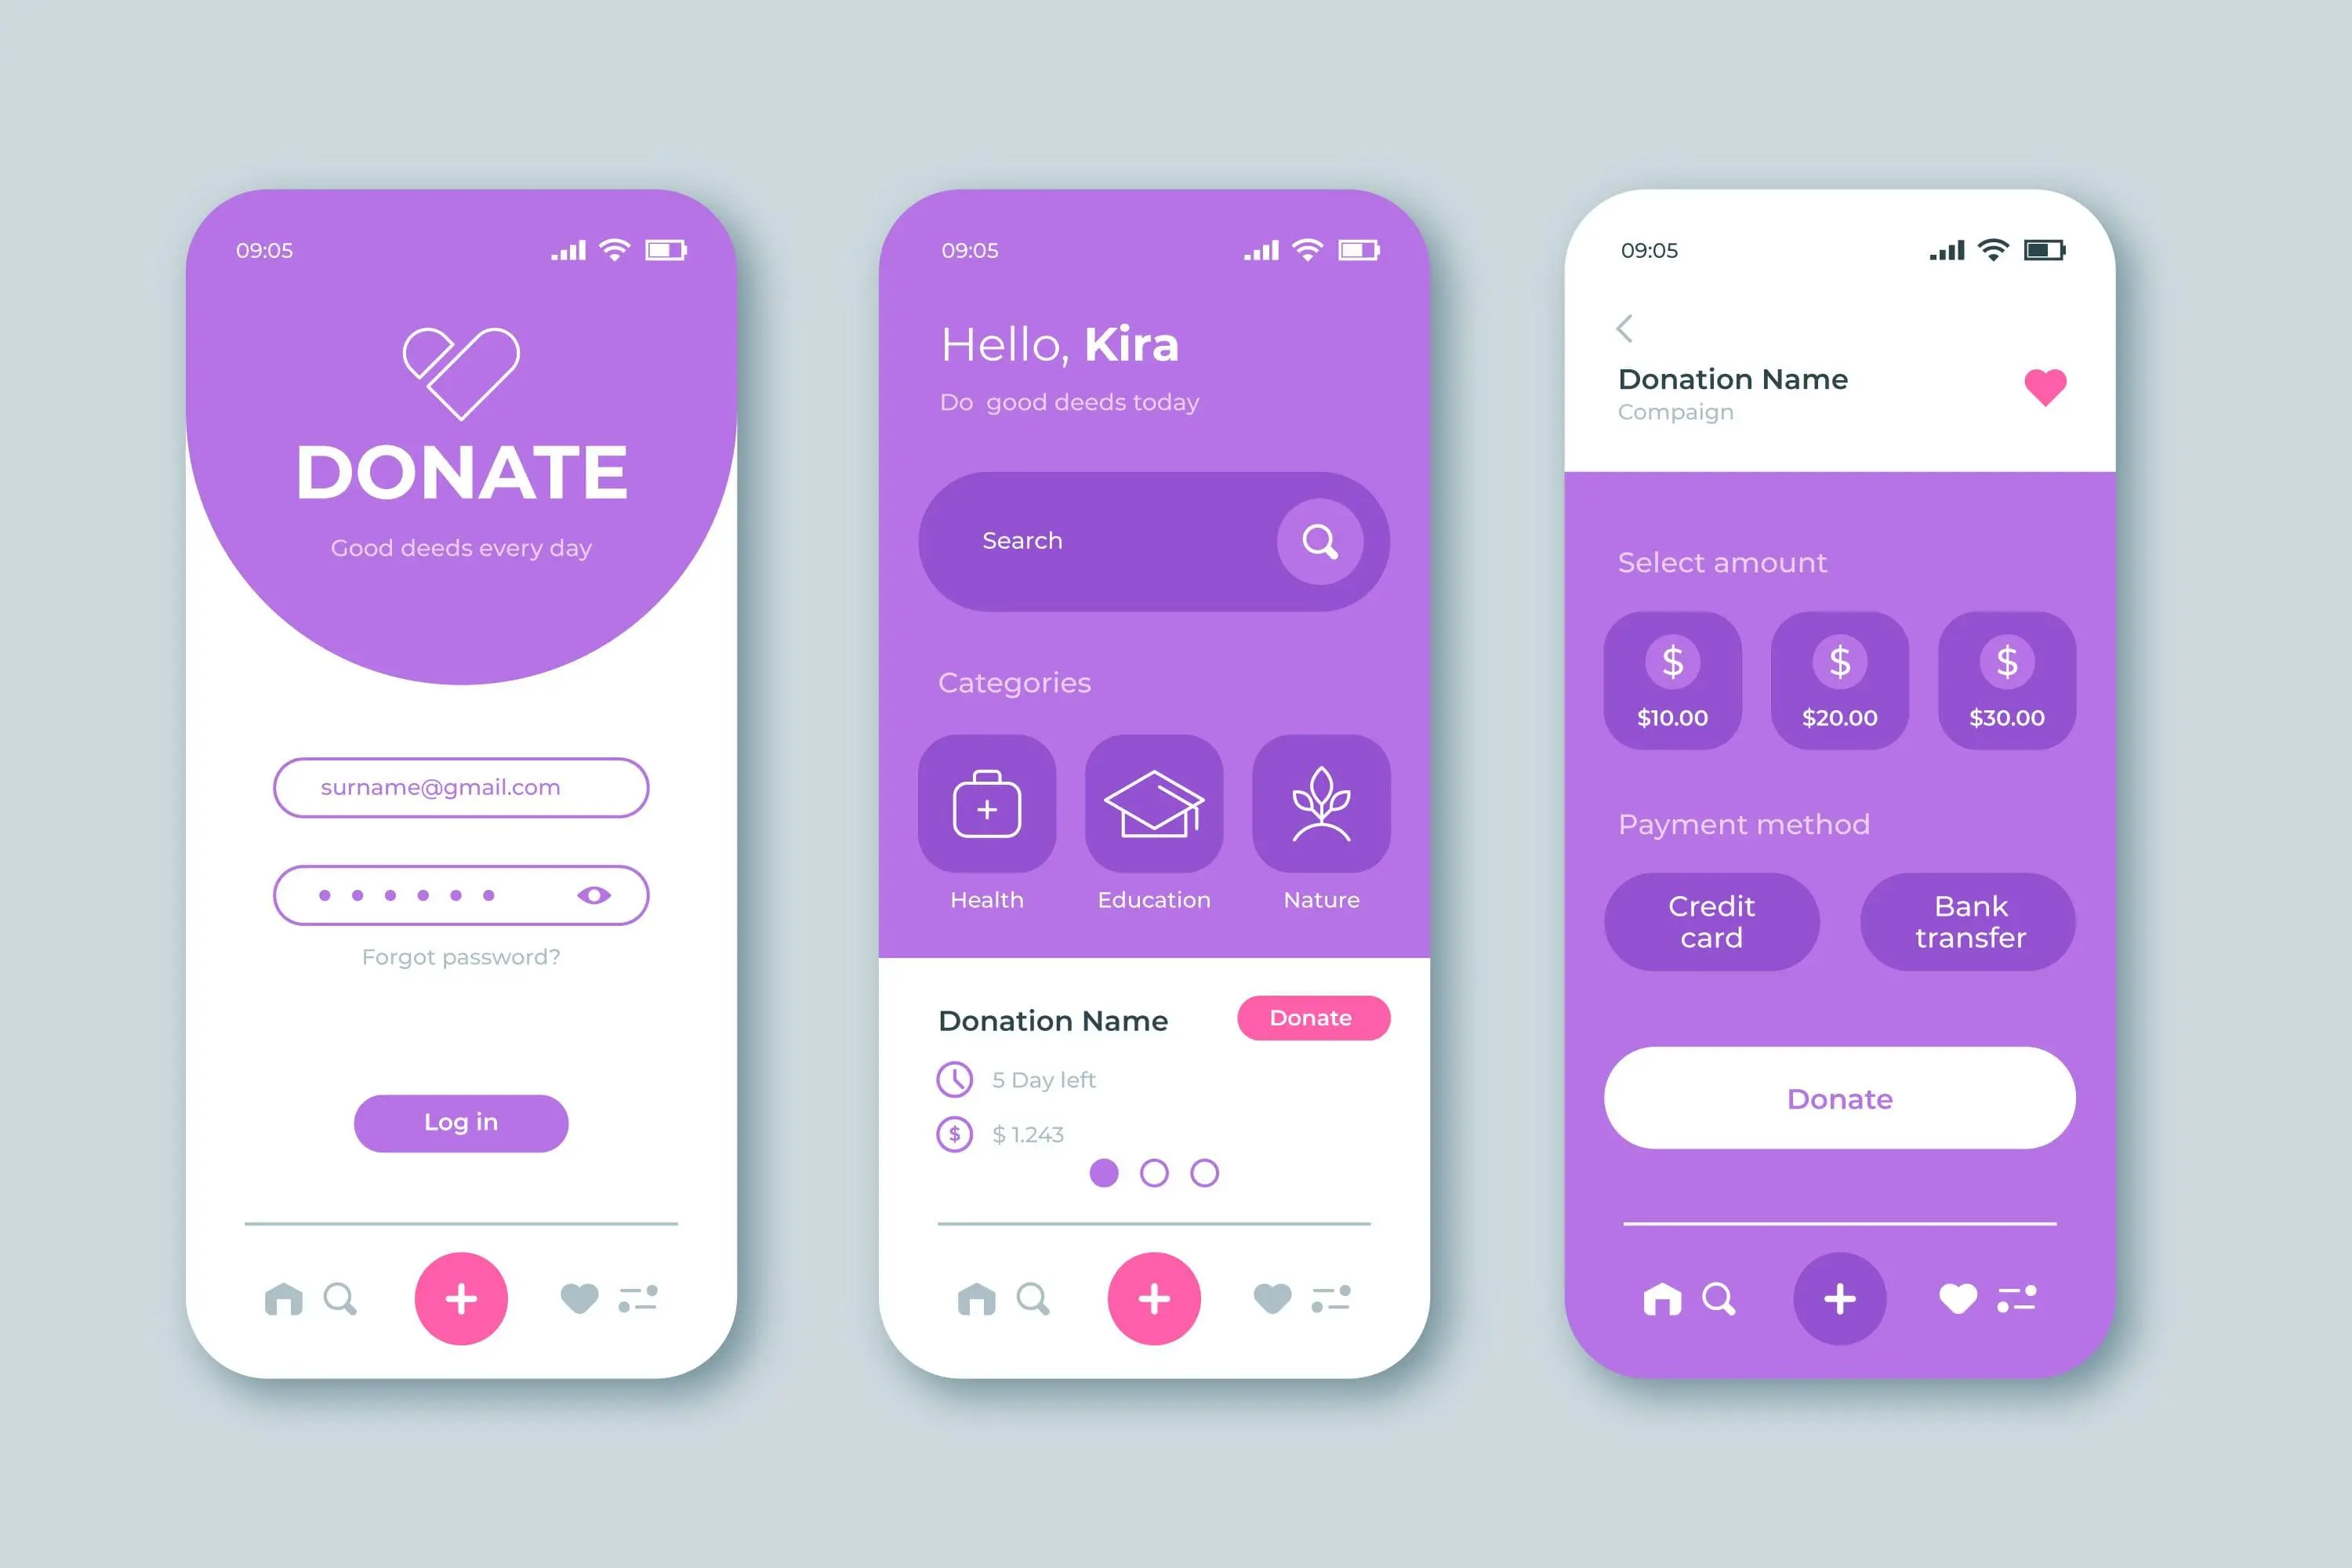 09:05
DONATE
Good deeds every day
surname@gmail.com
Forgot password?
Log in
09:05
Hello, Kira
Do good deeds today
Search
Categories
Health
Education
Nature
Donation Name
Donate
5 Day left
$
$ 1.243
09:05
Donation Name
Compaign
Select amount
$
$
$
$10.00
$20.00
$30.00
Payment method
Credit
card
Bank
transfer
Donate